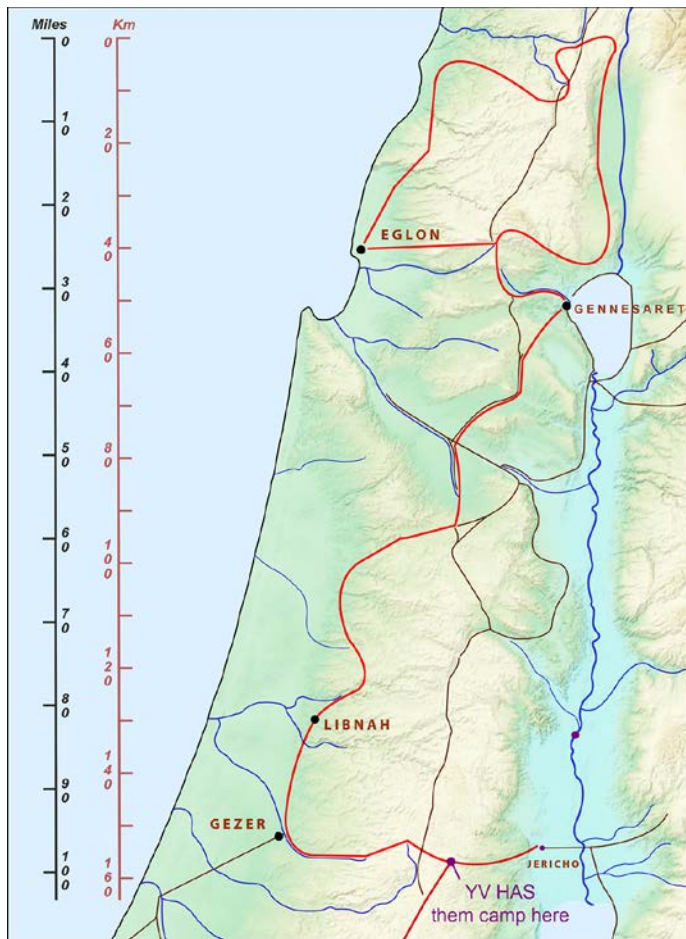 Miles
Km
0
10
20
30
40
50
60
70
80
90
100
0
20
40
60
80
100
120
140
160
EGLON
GENNESARET
LIBNAH
GEZER
JERICHO
YV HAS
them camp here